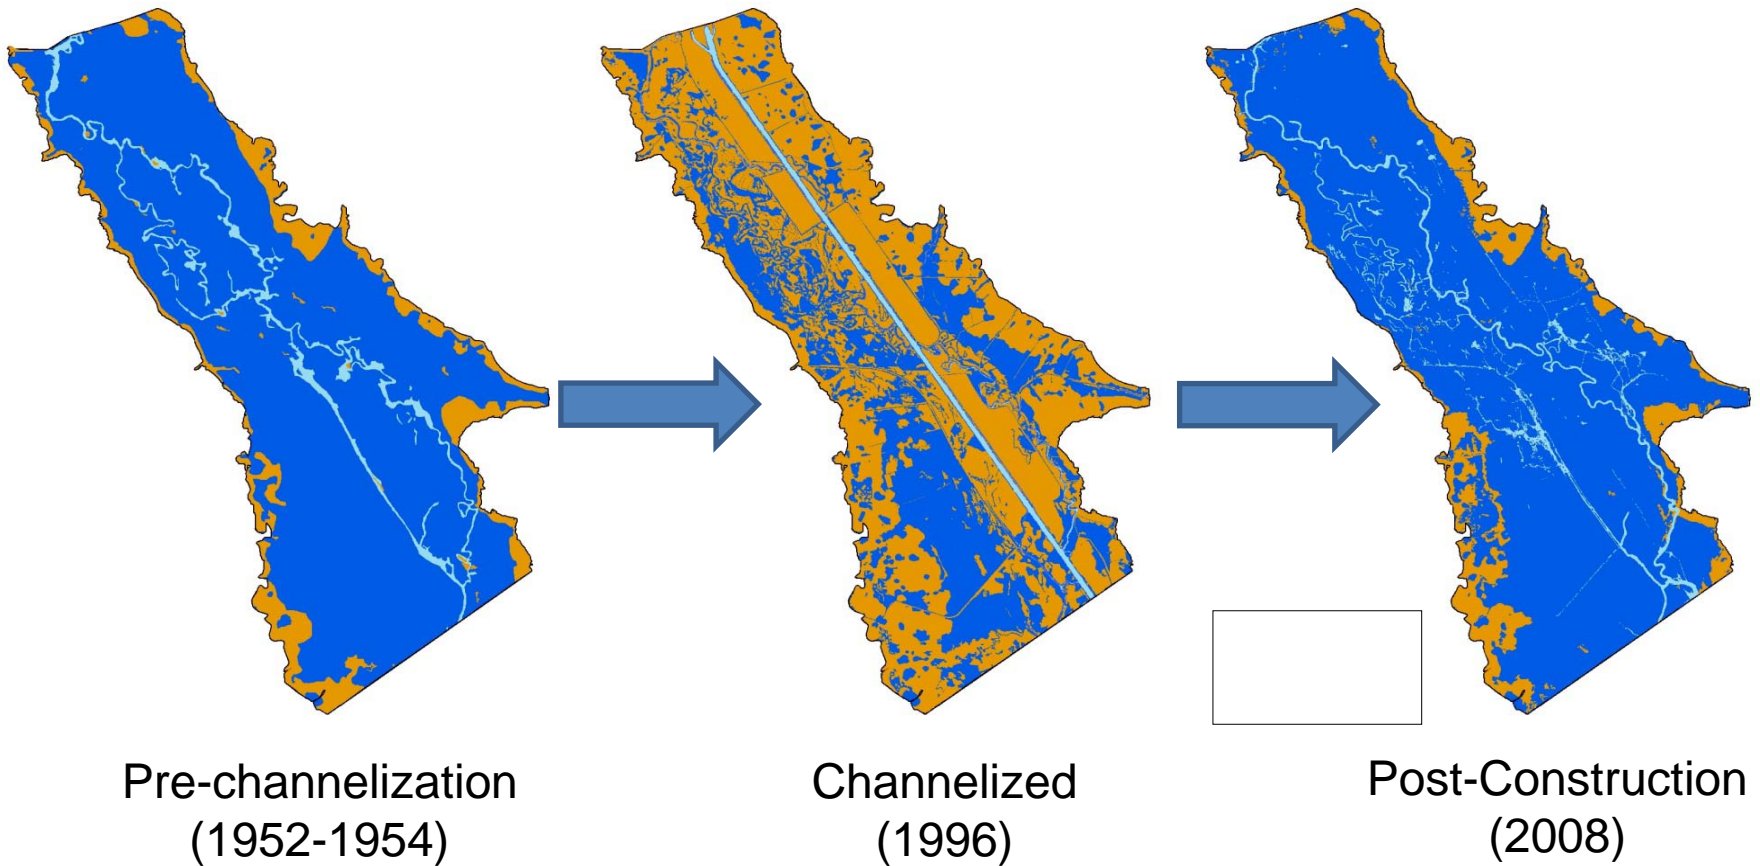 Pre-channelization
(1952-1954)
Channelized
(1996)
Post-Construction
(2008)